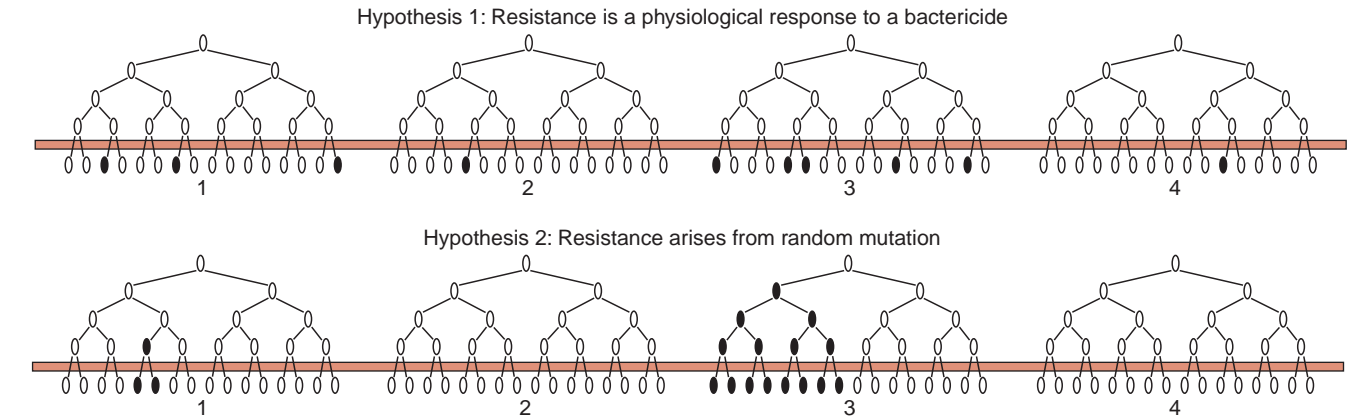 Hypothesis 1: Resistance is a physiological response to a bactericide
1 2 3 4
Hypothesis 2: Resistance arises from random mutation
1 2 3 4